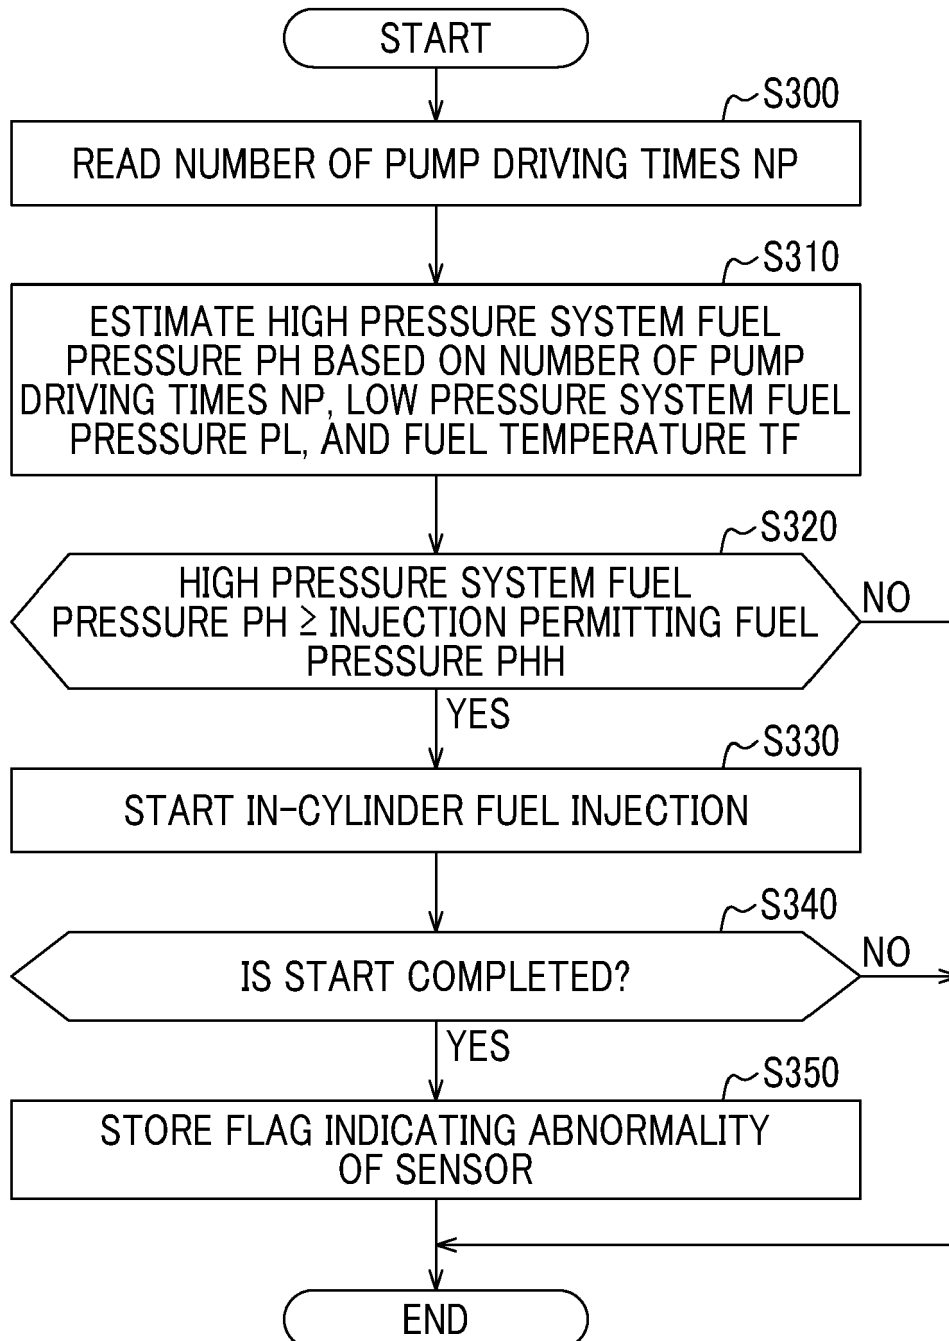 START
S300
READ NUMBER OF PUMP DRIVING TIMES NP
S310
ESTIMATE HIGH PRESSURE SYSTEM FUEL
PRESSURE PH BASED ON NUMBER OF PUMP
DRIVING TIMES NP, LOW PRESSURE SYSTEM FUEL
PRESSURE PL, AND FUEL TEMPERATURE TF
S320
HIGH PRESSURE SYSTEM FUEL
PRESSURE PH ≥ INJECTION PERMITTING FUEL
PRESSURE PHH
NO
YES
S330
START IN-CYLINDER FUEL INJECTION
S340
IS START COMPLETED?
NO
YES
S350
STORE FLAG INDICATING ABNORMALITY
OF SENSOR
END